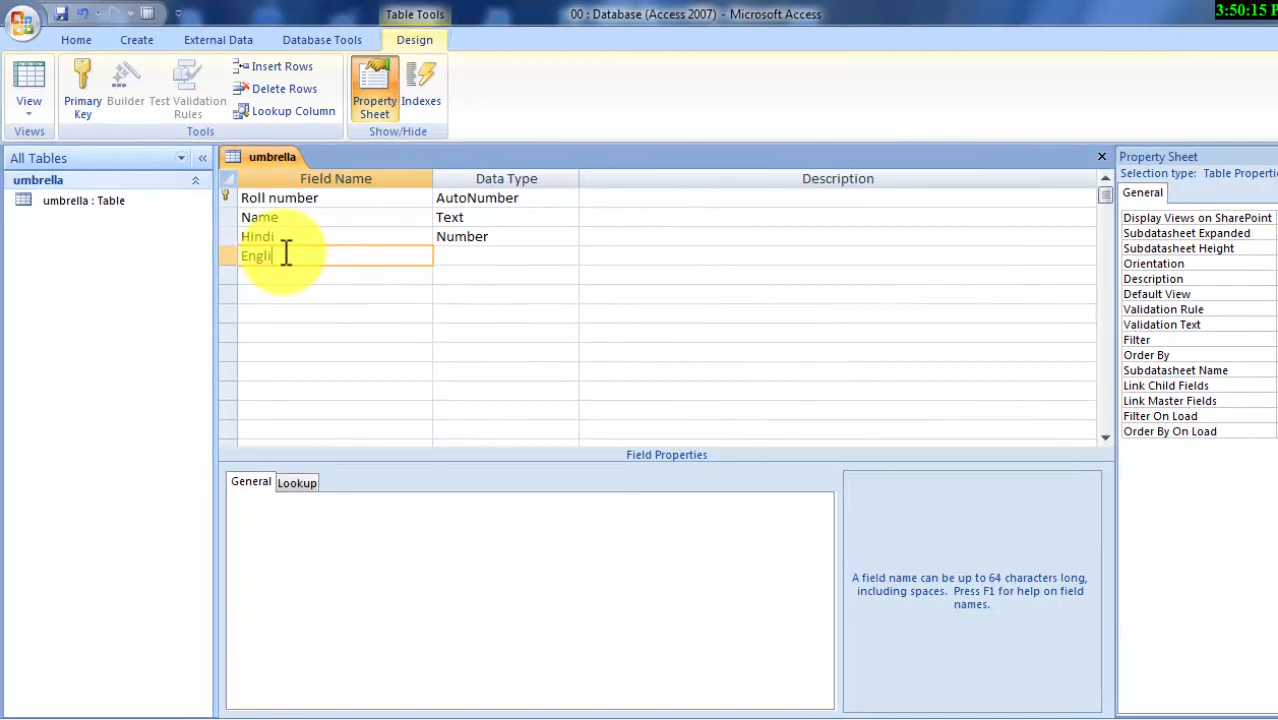 Table Tools
00 : Database (Access 2007) - Microsoft Access
3:50:15 P
Home
Create
External Data
Database Tools
Design
View
Primary Key
Builder
Test Validation Rules
Insert Rows
Delete Rows
Lookup Column
Property Sheet
Indexes
Views
Tools
Show/Hide
All Tables
umbrella
umbrella : Table
umbrella
Field Name
Data Type
Description
Roll number
AutoNumber
Name
Text
Hindi
Number
Engli
Field Properties
General
Lookup
A field name can be up to 64 characters long,
including spaces. Press F1 for help on field
names.
Property Sheet
Selection type: Table Properti
General
Display Views on SharePoint
Subdatasheet Expanded
Subdatasheet Height
Orientation
Description
Default View
Validation Rule
Validation Text
Filter
Order By
Subdatasheet Name
Link Child Fields
Link Master Fields
Filter On Load
Order By On Load